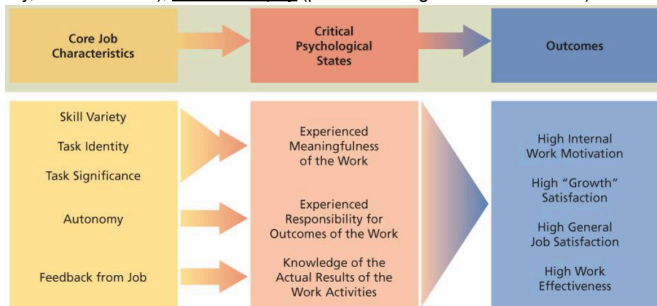 Core Job
Characteristics
Critical
Psychological
States
Outcomes
Skill Variety
Task Identity
Task Significance
Autonomy
Feedback from Job
Experienced
Meaningfulness
of the Work
Experienced
Responsibility for
Outcomes of the Work
Knowledge of the
Actual Results of the
Work Activities
High Internal
Work Motivation
High “Growth”
Satisfaction
High General
Job Satisfaction
High Work
Effectiveness